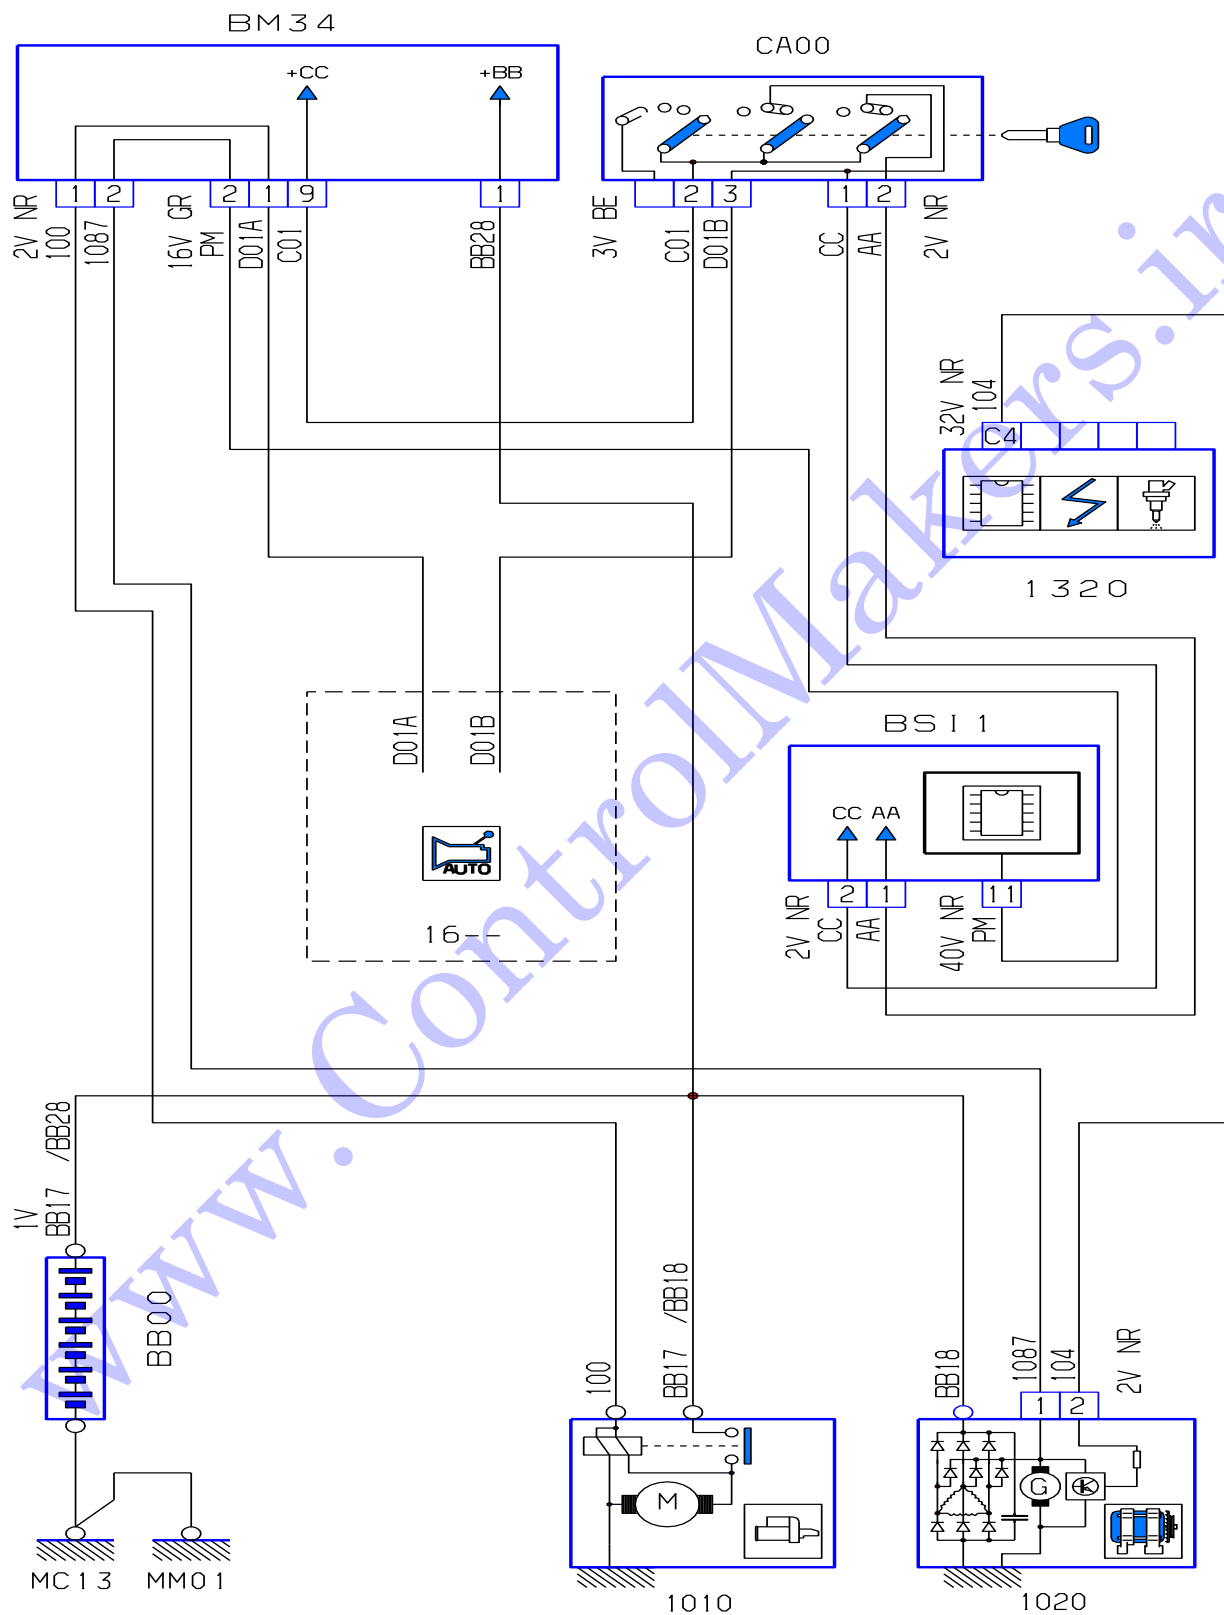 BM34
CA00
+CC
+BB
1 2 2 1 9 1
2 3 1 2
2V NR
100
1087
16V GR
PM
D01A
C01
BB28
3V BE
C01
D01B
CC
AA
2V NR
32V NR
104
C4
1320
D01A
D01B
AUTO
16--
BSI1
CC AA
2 1 11
2V NR
CC
AA
40V NR
PM
1V
BB17 /BB28
BB00
MC13
MM01
100
BB17 /BB18
M
1010
BB18
1087
104
2V NR
1 2
G
1020
www.ControlMakers.ir